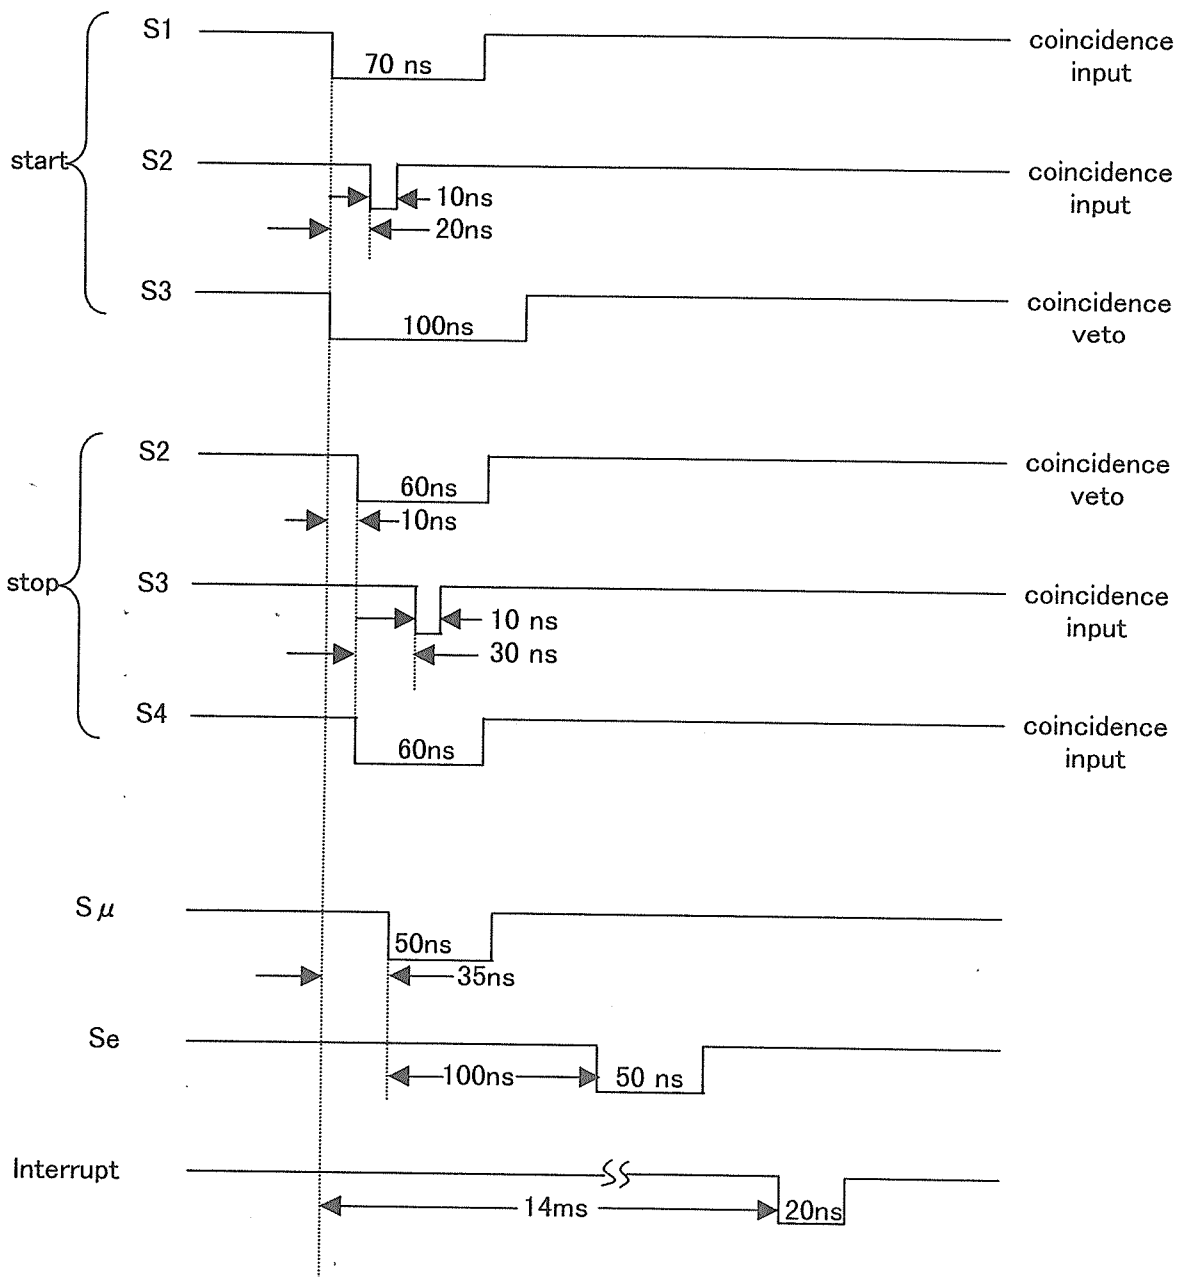 start
S1
70 ns
coincidence
input
S2
10ns
20ns
coincidence
input
S3
100ns
coincidence
veto
stop
S2
60ns
10ns
coincidence
veto
S3
10 ns
30 ns
coincidence
input
S4
60ns
coincidence
input
Sμ
50ns
35ns
Se
100ns
50 ns
Interrupt
14ms
20ns